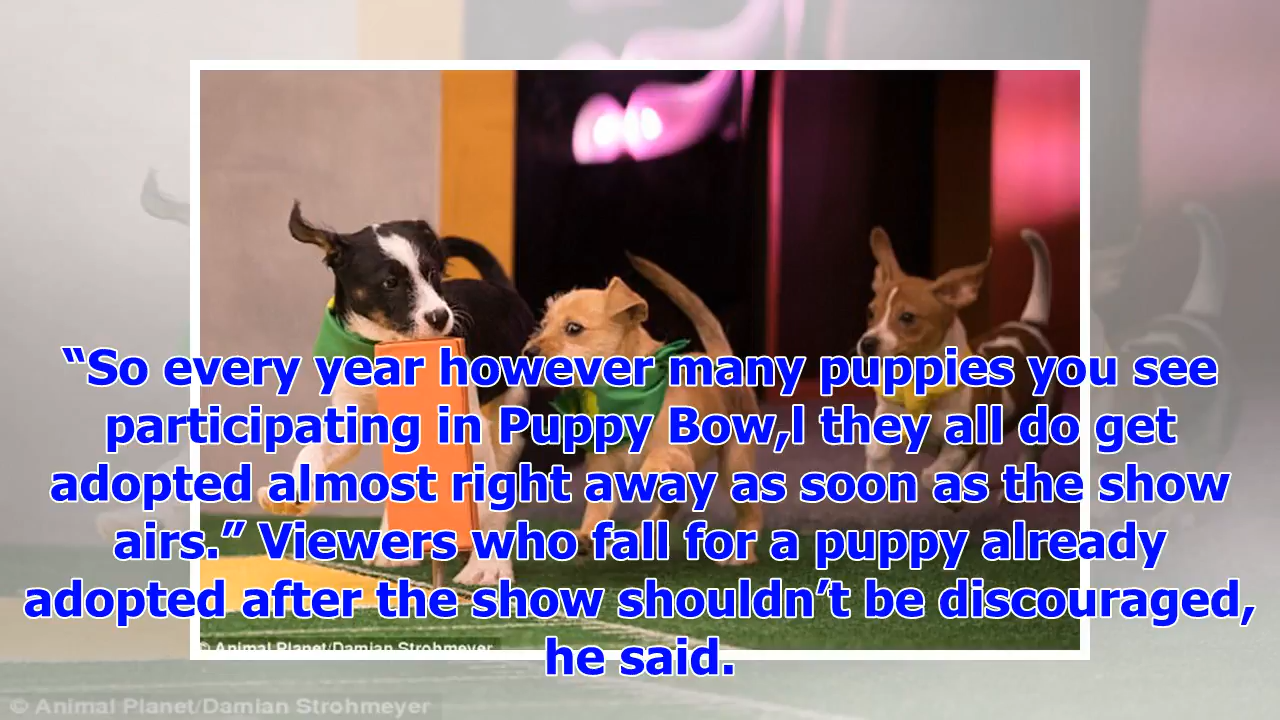 “So every year however many puppies you see
participating in Puppy Bow,l they all do get
adopted almost right away as soon as the show
airs.” Viewers who fall for a puppy already
adopted after the show shouldn’t be discouraged,
he said.
© Animal Planet/Damian Strohmeyer
© Animal Planet/Damian Strohmeyer